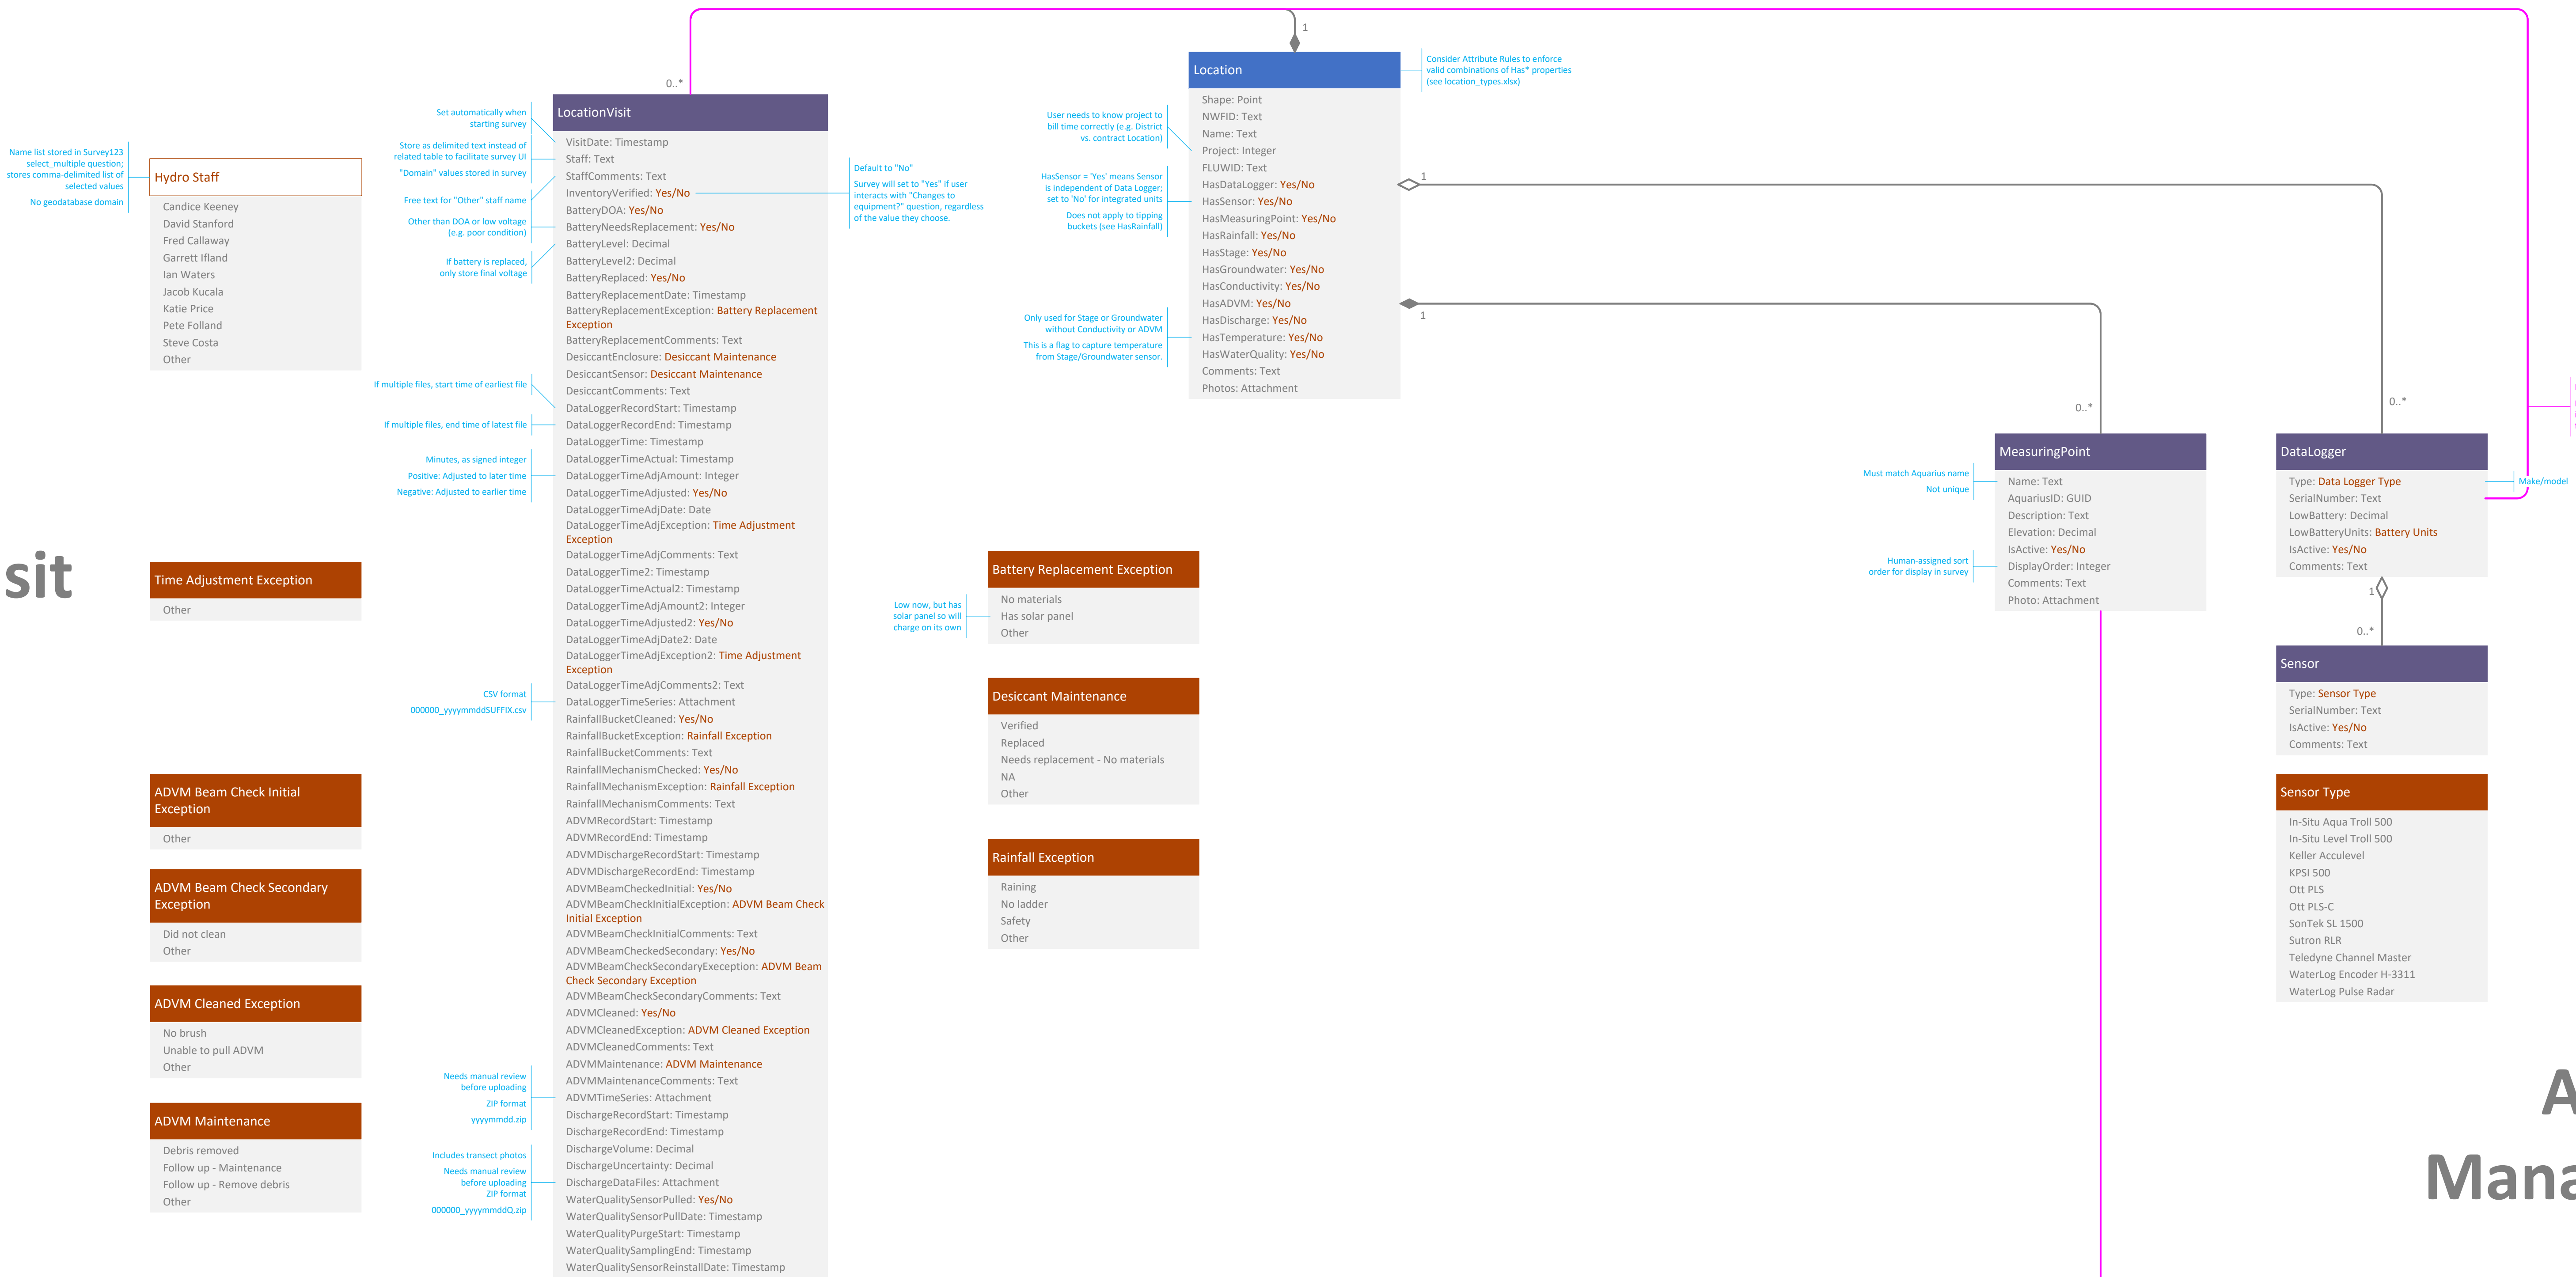 1
0..*
Location
Consider Attribute Rules to enforce
valid combinations of Has* properties
(see location_types.xlsx)
Shape: Point
NWFID: Text
Name: Text
Project: Integer
FLUWID: Text
HasDataLogger: Yes/No
HasSensor: Yes/No
HasMeasuringPoint: Yes/No
HasRainfall: Yes/No
HasStage: Yes/No
HasGroundwater: Yes/No
HasConductivity: Yes/No
HasADVM: Yes/No
HasDischarge: Yes/No
HasTemperature: Yes/No
HasWaterQuality: Yes/No
Comments: Text
Photos: Attachment
User needs to know project to
bill time correctly (e.g. District
vs. contract Location)
HasSensor = 'Yes' means Sensor
is independent of Data Logger;
set to 'No' for integrated units
Does not apply to tipping
buckets (see HasRainfall)
Only used for Stage or Groundwater
without Conductivity or ADVM
This is a flag to capture temperature
from Stage/Groundwater sensor.
1
1
0..*
0..*
Name list stored in Survey123
select_multiple question;
stores comma-delimited list of
selected values
No geodatabase domain
Hydro Staff
Candice Keeney
David Stanford
Fred Callaway
Garrett Ifland
Ian Waters
Jacob Kucala
Katie Price
Pete Folland
Steve Costa
Other
Set automatically when
starting survey
Store as delimited text instead of
related table to facilitate survey UI
"Domain" values stored in survey
Free text for "Other" staff name
Other than DOA or low voltage
(e.g. poor condition)
If battery is replaced,
only store final voltage
If multiple files, start time of earliest file
If multiple files, end time of latest file
Minutes, as signed integer
Positive: Adjusted to later time
Negative: Adjusted to earlier time
CSV format
000000_yyyymmddSUFFIX.csv
Needs manual review
before uploading
ZIP format
yyyymmdd.zip
Includes transect photos
Needs manual review
before uploading
ZIP format
000000_yyyymmddQ.zip
LocationVisit
VisitDate: Timestamp
Staff: Text
StaffComments: Text
InventoryVerified: Yes/No
BatteryDOA: Yes/No
BatteryNeedsReplacement: Yes/No
BatteryLevel: Decimal
BatteryLevel2: Decimal
BatteryReplaced: Yes/No
BatteryReplacementDate: Timestamp
BatteryReplacementException: Battery Replacement
Exception
BatteryReplacementComments: Text
DesiccantEnclosure: Desiccant Maintenance
DesiccantSensor: Desiccant Maintenance
DesiccantComments: Text
DataLoggerRecordStart: Timestamp
DataLoggerRecordEnd: Timestamp
DataLoggerTime: Timestamp
DataLoggerTimeActual: Timestamp
DataLoggerTimeAdjAmount: Integer
DataLoggerTimeAdjusted: Yes/No
DataLoggerTimeAdjDate: Date
DataLoggerTimeAdjException: Time Adjustment
Exception
DataLoggerTimeAdjComments: Text
DataLoggerTime2: Timestamp
DataLoggerTimeActual2: Timestamp
DataLoggerTimeAdjAmount2: Integer
DataLoggerTimeAdjusted2: Yes/No
DataLoggerTimeAdjDate2: Date
DataLoggerTimeAdjException2: Time Adjustment
Exception
DataLoggerTimeAdjComments2: Text
DataLoggerTimeSeries: Attachment
RainfallBucketCleaned: Yes/No
RainfallBucketException: Rainfall Exception
RainfallBucketComments: Text
RainfallMechanismChecked: Yes/No
RainfallMechanismException: Rainfall Exception
RainfallMechanismComments: Text
ADVMRecordStart: Timestamp
ADVMRecordEnd: Timestamp
ADVMDischargeRecordStart: Timestamp
ADVMDischargeRecordEnd: Timestamp
ADVMBeamCheckedInitial: Yes/No
ADVMBeamCheckInitialException: ADVM Beam Check
Initial Exception
ADVMBeamCheckInitialComments: Text
ADVMBeamCheckedSecondary: Yes/No
ADVMBeamCheckSecondaryExeception: ADVM Beam
Check Secondary Exception
ADVMBeamCheckSecondaryComments: Text
ADVMCleaned: Yes/No
ADVMCleanedException: ADVM Cleaned Exception
ADVMCleanedComments: Text
ADVMMaintenance: ADVM Maintenance
ADVMMaintenanceComments: Text
ADVMTimeSeries: Attachment
DischargeRecordStart: Timestamp
DischargeRecordEnd: Timestamp
DischargeVolume: Decimal
DischargeUncertainty: Decimal
DischargeDataFiles: Attachment
WaterQualitySensorPulled: Yes/No
WaterQualitySensorPullDate: Timestamp
WaterQualityPurgeStart: Timestamp
WaterQualitySamplingEnd: Timestamp
WaterQualitySensorReinstallDate: Timestamp
Default to "No"
Survey will set to "Yes" if user
interacts with "Changes to
equipment?" question, regardless
of the value they choose.
sit
Time Adjustment Exception
Other
ADVM Beam Check Initial
Exception
Other
ADVM Beam Check Secondary
Exception
Did not clean
Other
ADVM Cleaned Exception
No brush
Unable to pull ADVM
Other
ADVM Maintenance
Debris removed
Follow up - Maintenance
Follow up - Remove debris
Other
Low now, but has
solar panel so will
charge on its own
Battery Replacement Exception
No materials
Has solar panel
Other
Desiccant Maintenance
Verified
Replaced
Needs replacement - No materials
NA
Other
Rainfall Exception
Raining
No ladder
Safety
Other
Must match Aquarius name
Not unique
Human-assigned sort
order for display in survey
MeasuringPoint
Name: Text
AquariusID: GUID
Description: Text
Elevation: Decimal
IsActive: Yes/No
DisplayOrder: Integer
Comments: Text
Photo: Attachment
DataLogger
Type: Data Logger Type
SerialNumber: Text
LowBattery: Decimal
LowBatteryUnits: Battery Units
IsActive: Yes/No
Comments: Text
Make/model
1
0..*
Sensor
Type: Sensor Type
SerialNumber: Text
IsActive: Yes/No
Comments: Text
Sensor Type
In-Situ Aqua Troll 500
In-Situ Level Troll 500
Keller Acculevel
KPSI 500
Ott PLS
Ott PLS-C
SonTek SL 1500
Sutron RLR
Teledyne Channel Master
WaterLog Encoder H-3311
WaterLog Pulse Radar
A
Mana